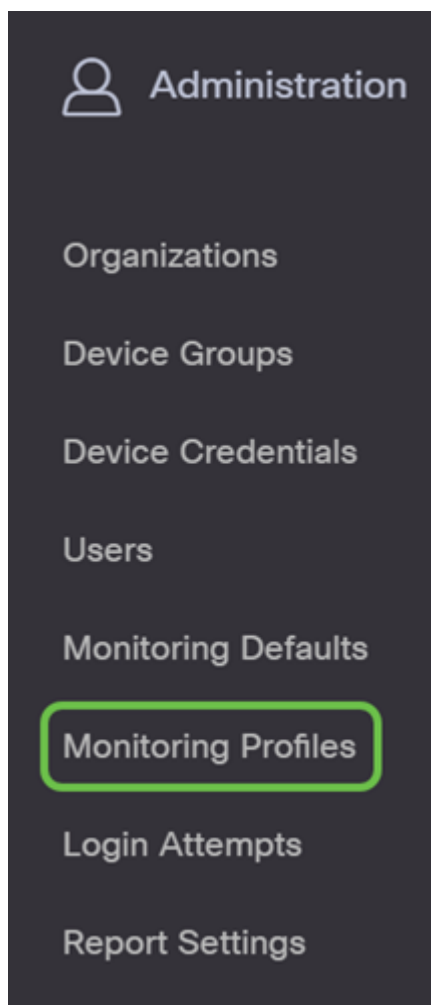 Administration
Organizations
Device Groups
Device Credentials
Users
Monitoring Defaults
Monitoring Profiles
Login Attempts
Report Settings